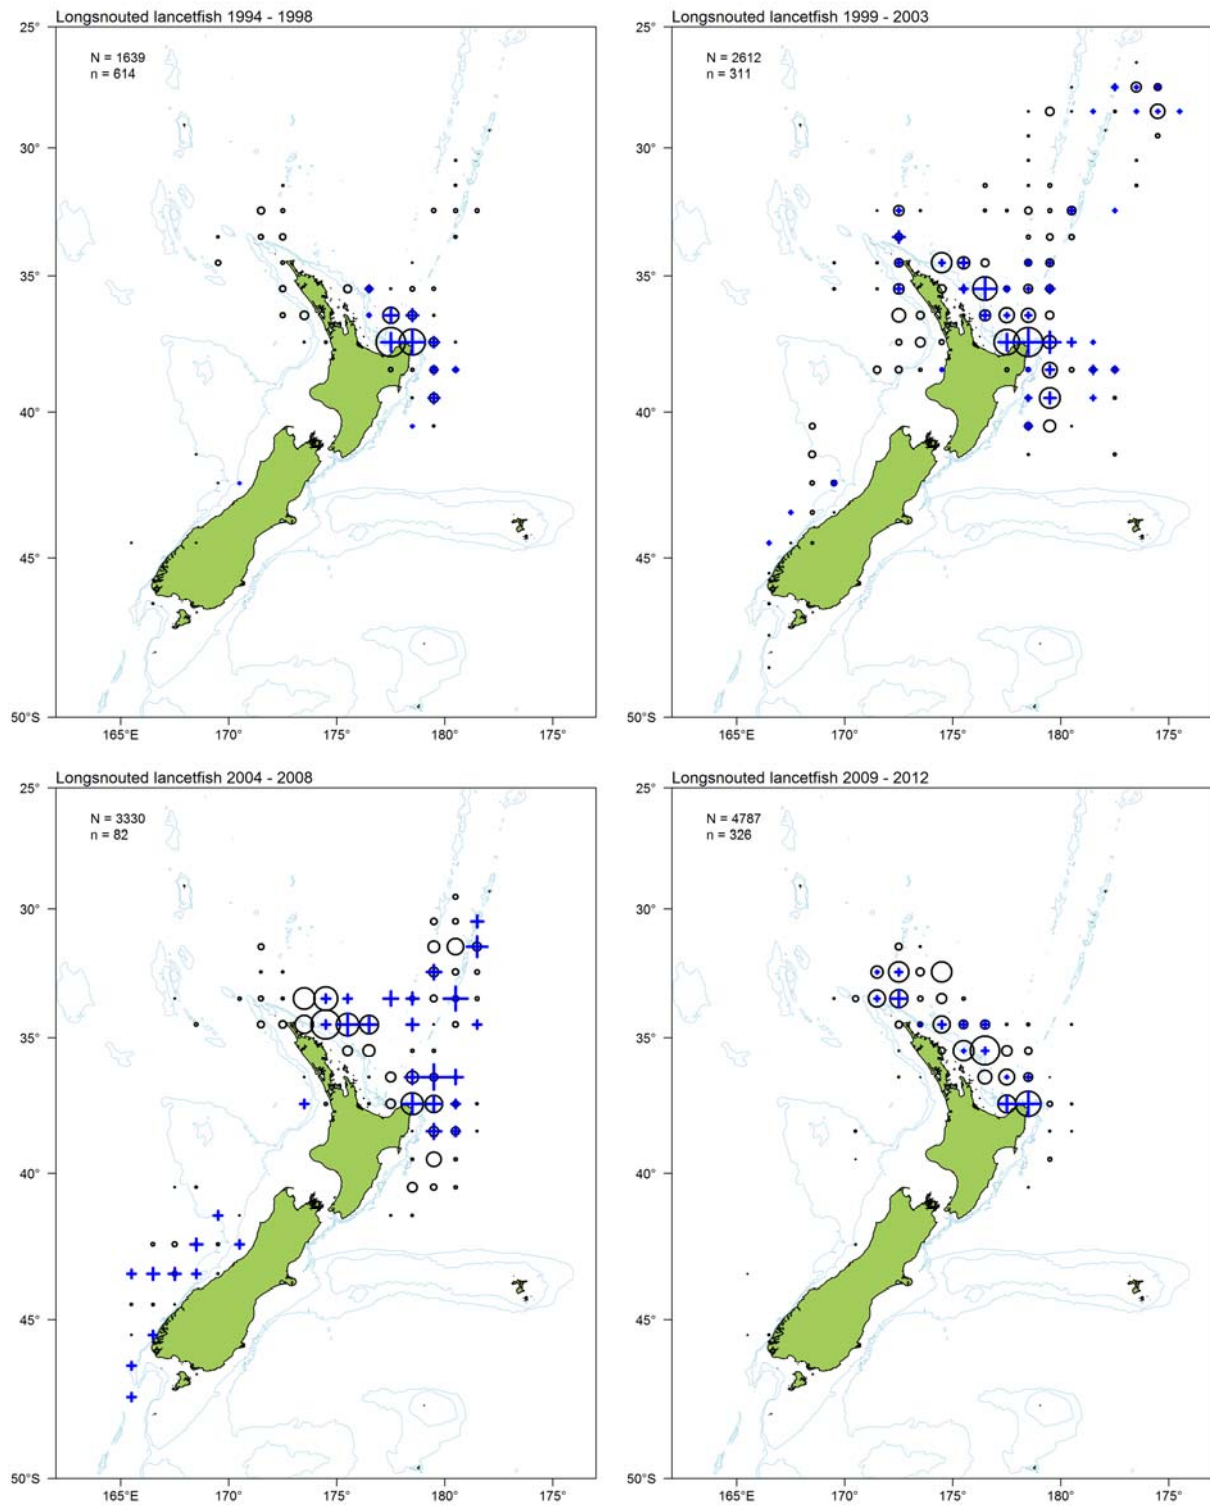 Longsnouted lancetfish 1994 - 1998
25°
N = 1639
n = 614
30°
35°
40°
45°
50°S
165°E
170°
175°
180°
175°
Longsnouted lancetfish 1999 - 2003
25°
N = 2612
n = 311
30°
35°
40°
45°
50°S
165°E
170°
175°
180°
175°
Longsnouted lancetfish 2004 - 2008
25°
N = 3330
n = 82
30°
35°
40°
45°
50°S
165°E
170°
175°
180°
175°
Longsnouted lancetfish 2009 - 2012
25°
N = 4787
n = 326
30°
35°
40°
45°
50°S
165°E
170°
175°
180°
175°